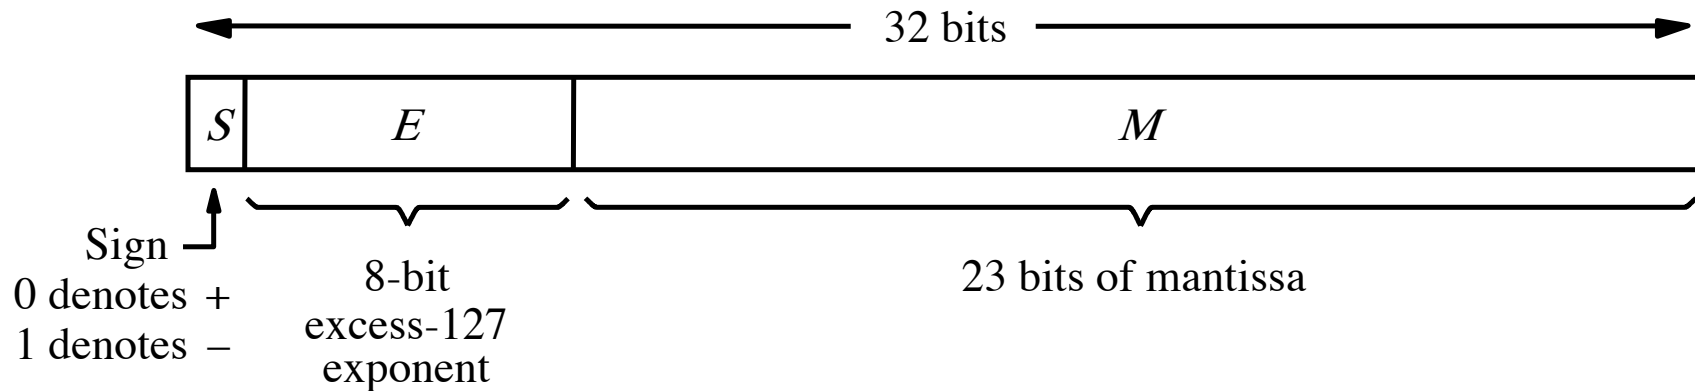 32 bits
S E M
Sign
0 denotes +
1 denotes –
8-bit
excess-127
exponent
23 bits of mantissa